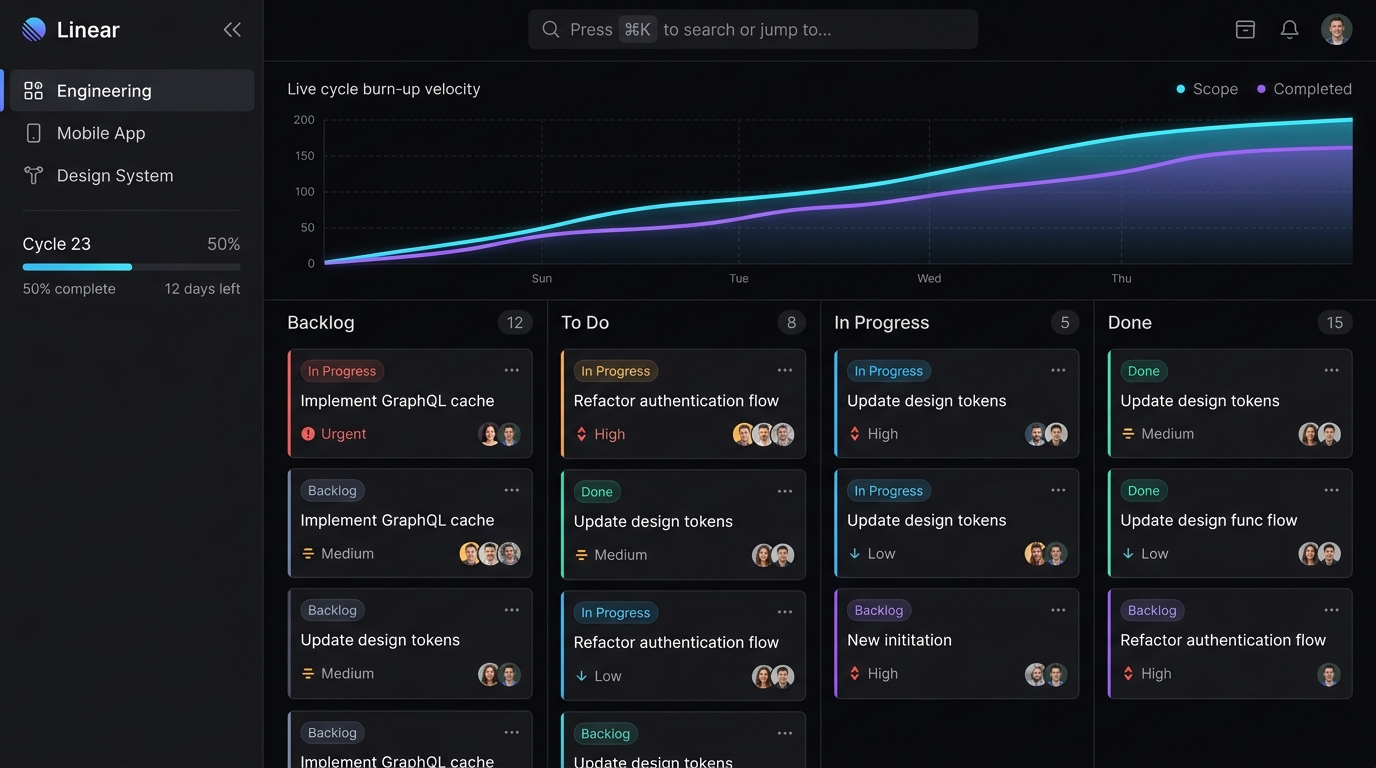 Linear
Press ⌘K to search or jump to...
Engineering
Mobile App
Design System
Cycle 23 50%
50% complete 12 days left
Live cycle burn-up velocity
Scope Completed
200
150
100
50
0
Sun Tue Wed Thu
Backlog 12
In Progress
Implement GraphQL cache
Urgent
Backlog
Implement GraphQL cache
Medium
Backlog
Update design tokens
Medium
Backlog
Implement GraphQL cache
To Do 8
In Progress
Refactor authentication flow
High
Done
Update design tokens
Medium
In Progress
Refactor authentication flow
Low
Backlog
Update design tokens
In Progress 5
In Progress
Update design tokens
High
In Progress
Update design tokens
Low
Backlog
New inititation
High
Done 15
Done
Update design tokens
Medium
Done
Update design func flow
Low
Backlog
Refactor authentication flow
High